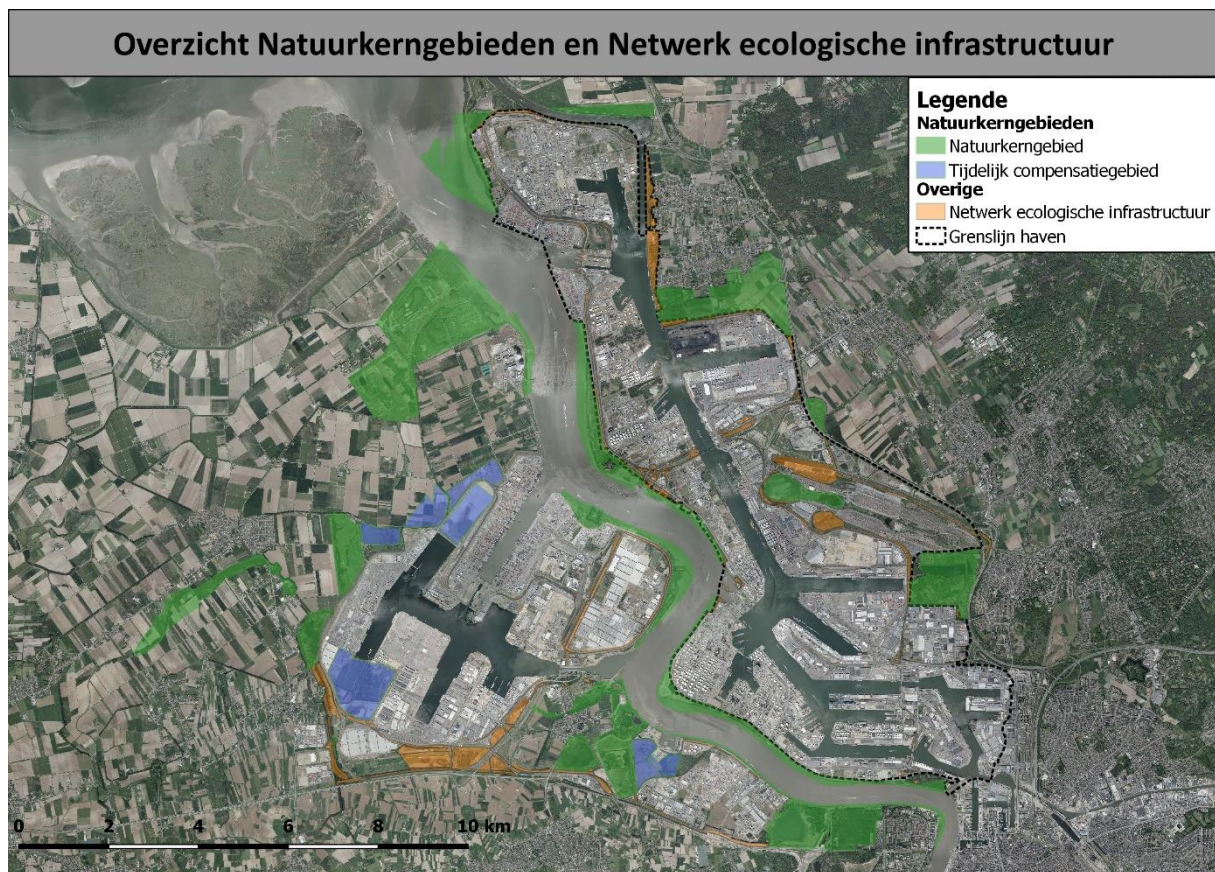 Overzicht Natuurkerngebieden en Netwerk ecologische infrastructuur
Legende
Natuurkerngebieden
Natuurkerngebied
Tijdelijk compensatiegebied
Overige
Netwerk ecologische infrastructuur
Grenslijn haven
0 2 4 6 8 10 km